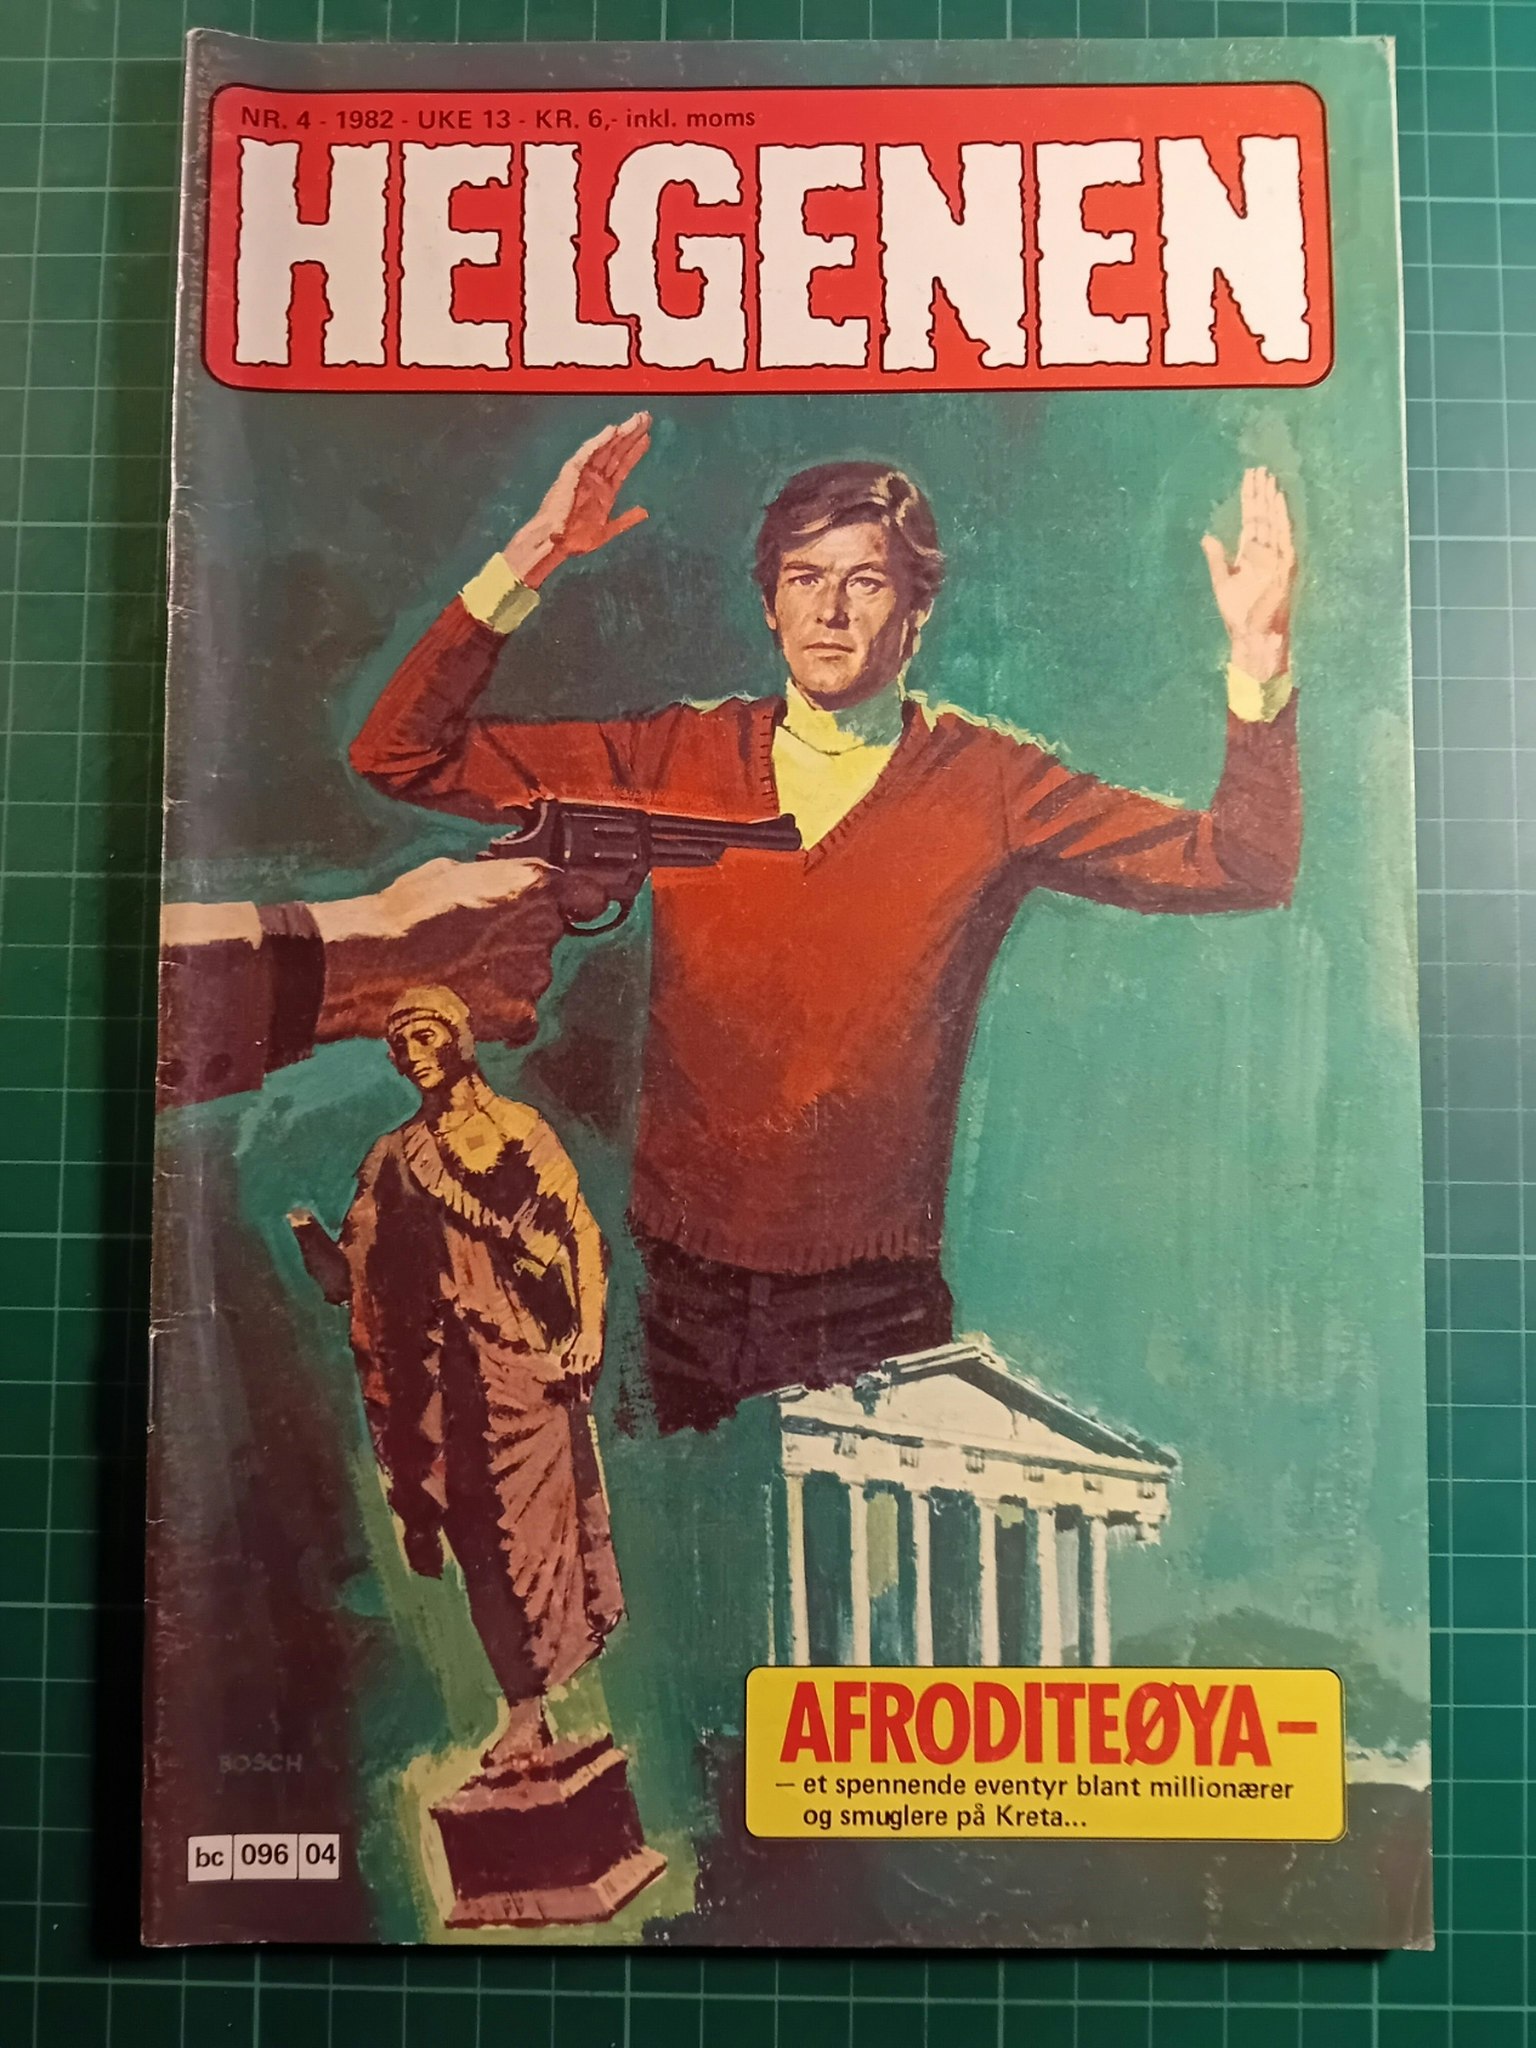 NR. 4 - 1982 - UKE 13 - KR. 6,- inkl. moms
HELGENEN
AFRODITEØYA –
— et spennende eventyr blant millionærer
og smuglere på Kreta...
BOSCH
bc 096 04